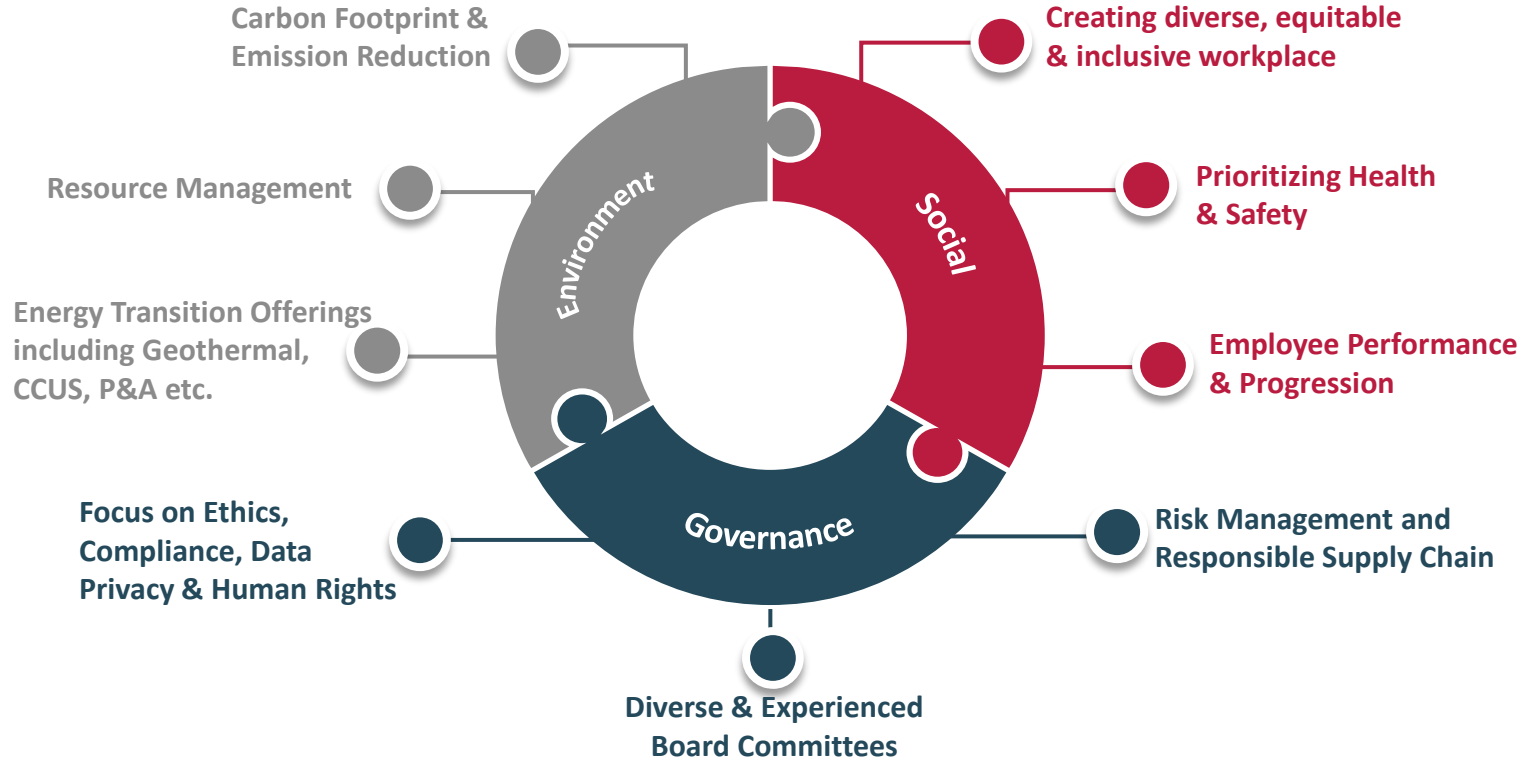 Carbon Footprint &
Emission Reduction
Creating diverse, equitable
& inclusive workplace
Resource Management
Prioritizing Health
& Safety
Environment
Social
Energy Transition Offerings
including Geothermal,
CCUS, P&A etc.
Employee Performance
& Progression
Focus on Ethics,
Compliance, Data
Privacy & Human Rights
Governance
Risk Management and
Responsible Supply Chain
Diverse & Experienced
Board Committees